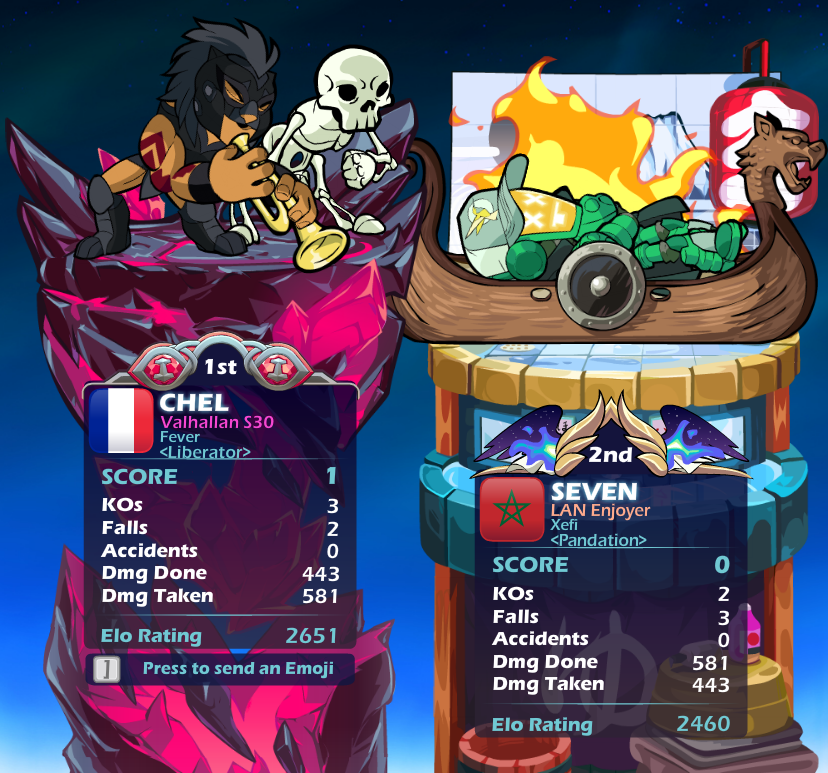 1st
CHEL
Valhallan S30
Fever
<Liberator>
SCORE 1
KOs 3
Falls 2
Accidents 0
Dmg Done 443
Dmg Taken 581
Elo Rating 2651
] Press to send an Emoji
2nd
SEVEN
LAN Enjoyer
Xefi
<Pandation>
SCORE 0
KOs 2
Falls 3
Accidents 0
Dmg Done 581
Dmg Taken 443
Elo Rating 2460
ゆ